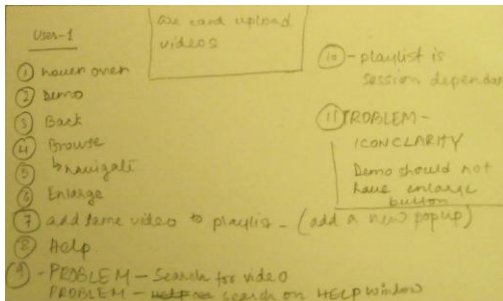 User-1
① hover over
② Demo
③ Back
④ Browse
⑤ ↳ navigate
⑥ Enlarge
⑦ add same video to playlist - (add a new popup)
⑧ Help
⑨ - PROBLEM - Search for video
PROBLEM - search on HELP window
we cand upload
videos
⑩ - playlist is
session
⑪ PROBLEM -
ICON CLARITY
Demo should not
have enlarge
button